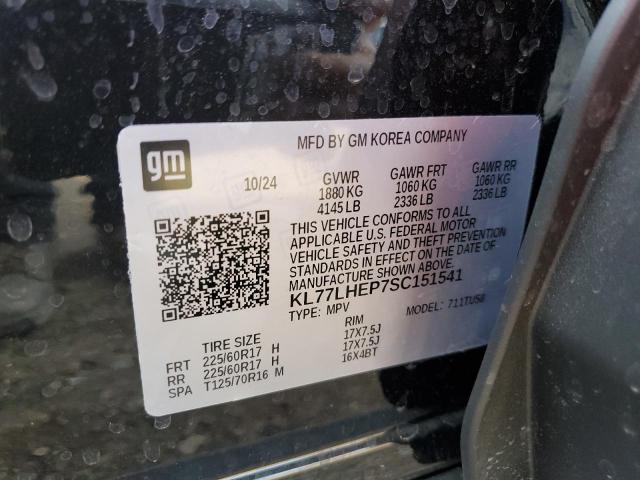 MFD BY GM KOREA COMPANY
gm
10/24
GVWR GAWR FRT GAWR RR
1880 KG 1060 KG 1060 KG
4145 LB 2336 LB 2336 LB
THIS VEHICLE CONFORMS TO ALL
APPLICABLE U.S. FEDERAL MOTOR
VEHICLE SAFETY AND THEFT PREVENTION
STANDARDS IN EFFECT ON THE DATE OF
MANUFACTURE SHOWN ABOVE.
KL77LHEP7SC151541
TYPE: MPV MODEL: 711TU58
TIRE SIZE RIM
FRT 225/60R17 H 17X7.5J
RR 225/60R17 H 17X7.5J
SPA T125/70R16 M 16X4BT